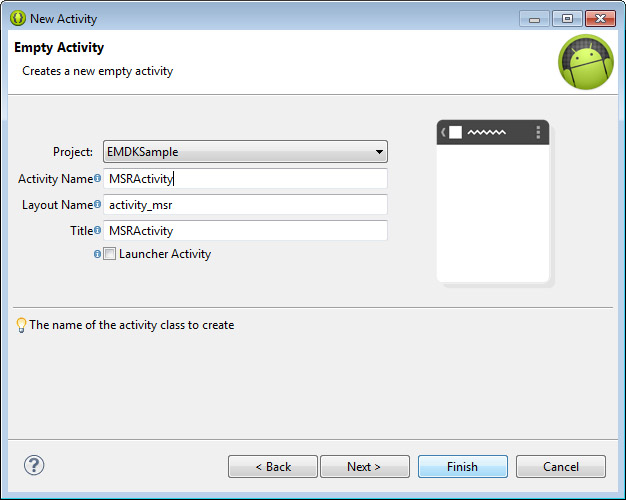 New Activity
Empty Activity
Creates a new empty activity
Project: EMDKSample
Activity Name MSRActivity
Layout Name activity_msr
Title MSRActivity
Launcher Activity
The name of the activity class to create
? < Back Next > Finish Cancel